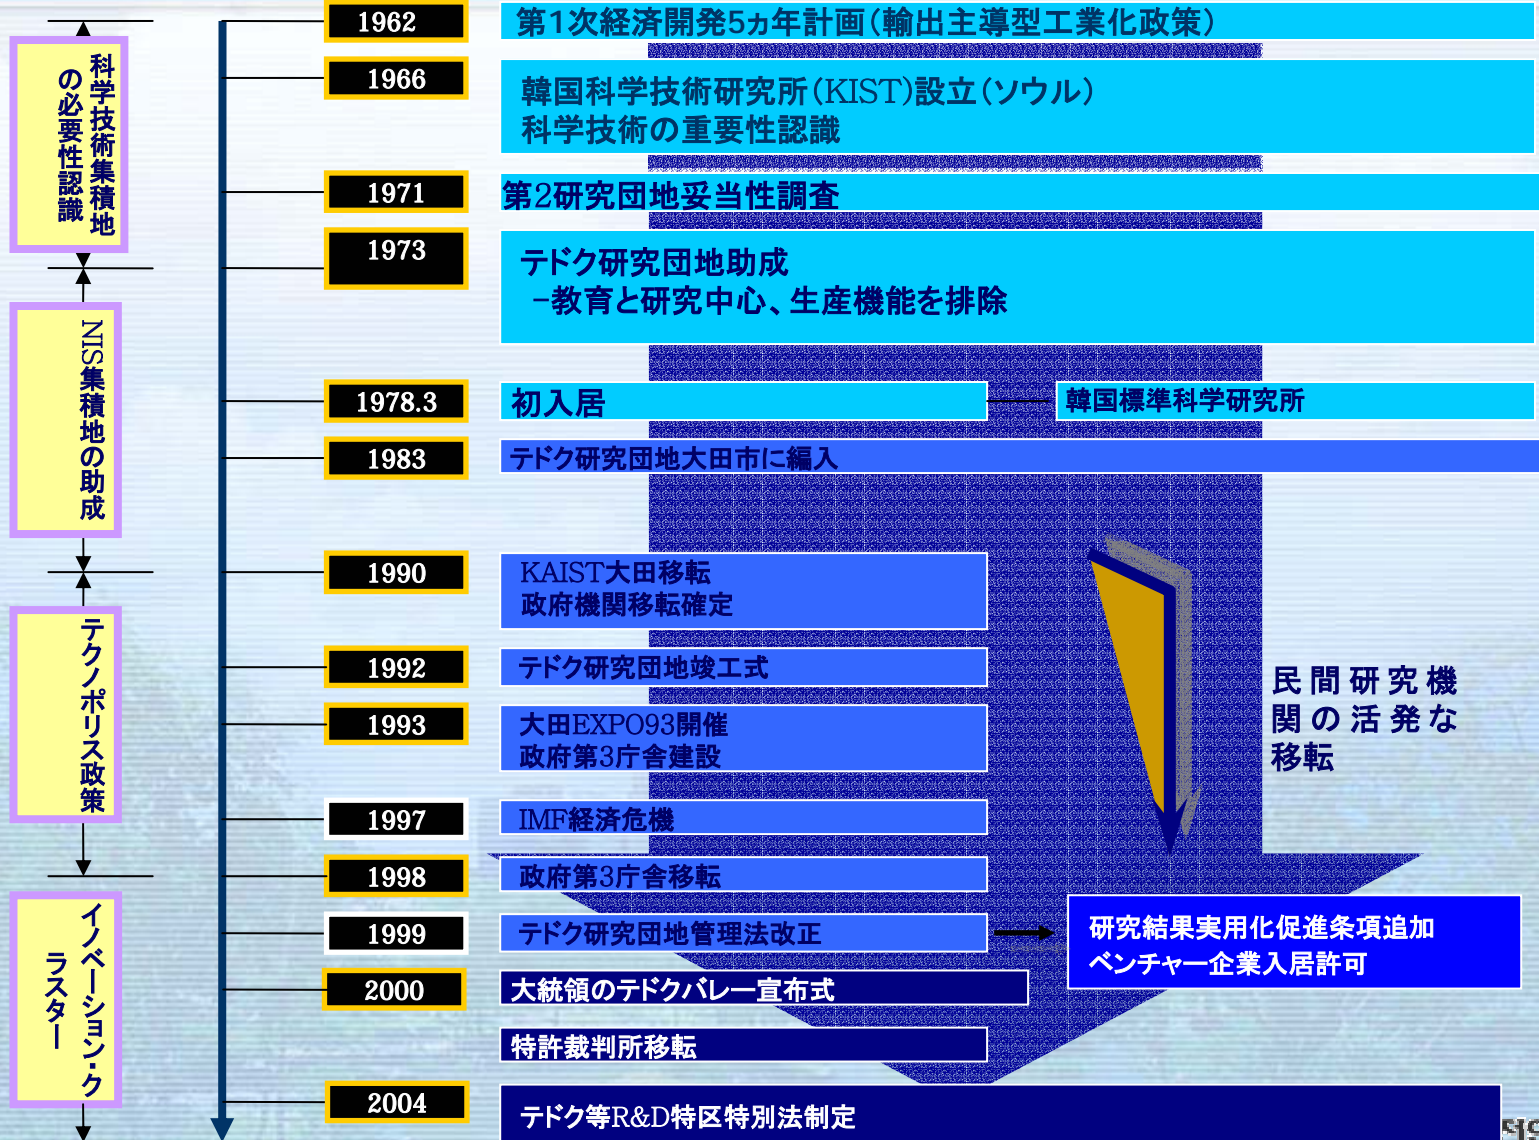 1962
第1次経済開発5ヵ年計画(輸出主導型工業化政策)
科学技術集積地
の必要性認識
1966
韓国科学技術研究所(KIST)設立(ソウル)
科学技術の重要性認識
1971
第2研究団地妥当性調査
1973
テドク研究団地助成
−教育と研究中心、生産機能を排除
NIS集積地の助成
1978.3
初入居
韓国標準科学研究所
1983
テドク研究団地大田市に編入
1990
KAIST大田移転
政府機関移転確定
テクノポリス政策
1992
テドク研究団地竣工式
民間研究機
関の活発な
移転
1993
大田EXPO93開催
政府第3庁舎建設
1997
IMF経済危機
1998
政府第3庁舎移転
イノベーション・ク
ラスター
1999
テドク研究団地管理法改正
研究結果実用化促進条項追加
ベンチャー企業入居許可
2000
大統領のテドクバレー宣布式
特許裁判所移転
2004
テドク等R&D特区特別法制定